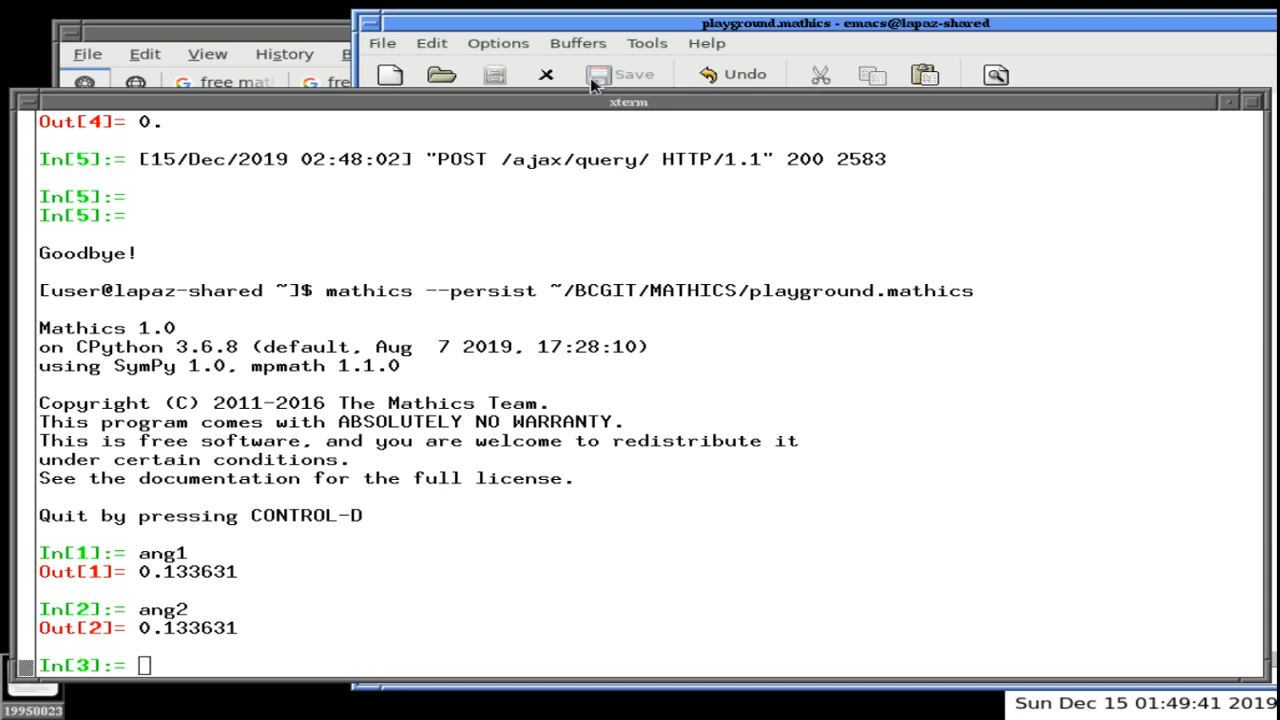 playground.mathics - emacs@lapaz-shared
File Edit View History
File Edit Options Buffers Tools Help
free mat
fre
Save Undo
xterm
Out[4]= 0.
In[5]:= [15/Dec/2019 02:48:02] "POST /ajax/query/ HTTP/1.1" 200 2583
In[5]:=
In[5]:=
Goodbye!
[user@lapaz-shared ~]$ mathics --persist ~/BCGIT/MATHICS/playground.mathics
Mathics 1.0
on CPython 3.6.8 (default, Aug  7 2019, 17:28:10)
using SymPy 1.0, mpmath 1.1.0
Copyright (C) 2011-2016 The Mathics Team.
This program comes with ABSOLUTELY NO WARRANTY.
This is free software, and you are welcome to redistribute it
under certain conditions.
See the documentation for the full license.
Quit by pressing CONTROL-D
In[1]:= ang1
Out[1]= 0.133631
In[2]:= ang2
Out[2]= 0.133631
In[3]:=
19950023
Sun Dec 15 01:49:41 2019